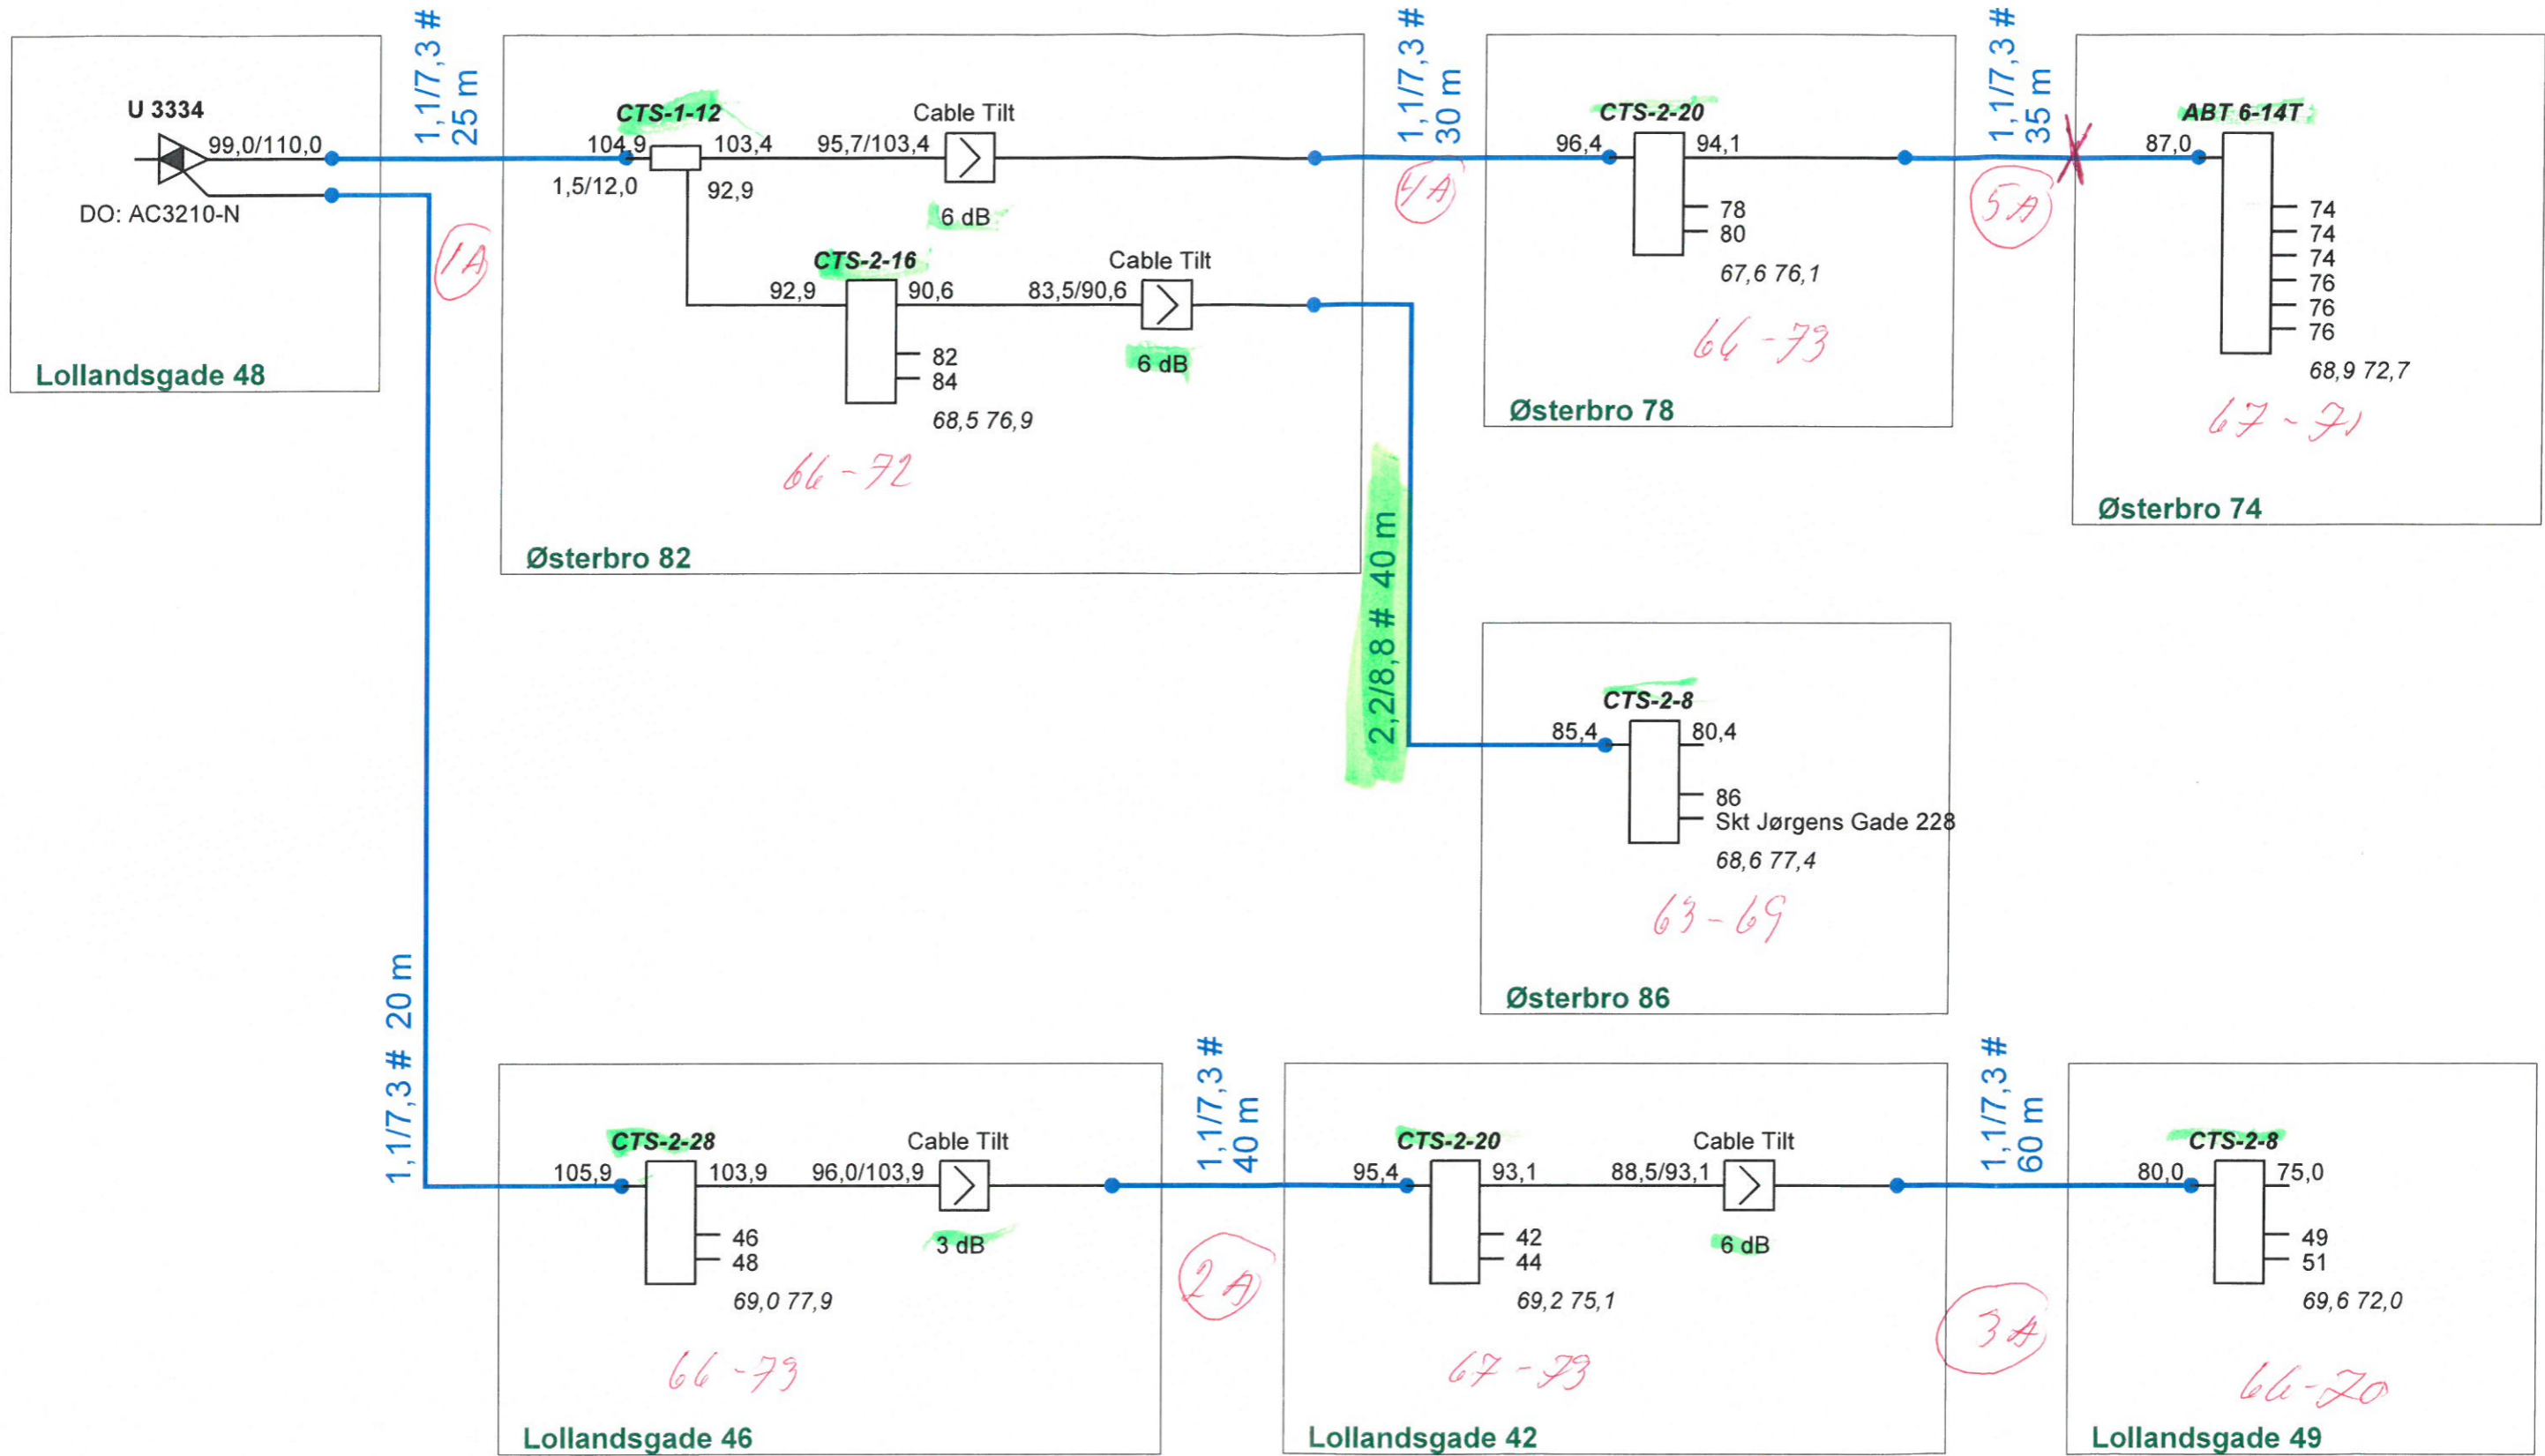 U 3334
99,0/110,0
DO: AC3210-N
Lollandsgade 48
1,1/7,3 #
25 m
1A
CTS-1-12
104,9
103,4
1,5/12,0
92,9
95,7/103,4
Cable Tilt
6 dB
CTS-2-16
92,9
90,6
82
84
68,5 76,9
66-72
83,5/90,6
Cable Tilt
6 dB
Østerbro 82
1,1/7,3 #
30 m
4A
CTS-2-20
96,4
94,1
78
80
67,6 76,1
66-73
Østerbro 78
1,1/7,3 #
35 m
5A
ABT 6-14T
87,0
74
74
74
76
76
76
68,9 72,7
67-71
Østerbro 74
2,2/8,8 # 40 m
CTS-2-8
85,4
80,4
86
Skt Jørgens Gade 228
68,6 77,4
63-69
Østerbro 86
1,1/7,3 # 20 m
CTS-2-28
105,9
103,9
46
48
69,0 77,9
66-73
96,0/103,9
Cable Tilt
3 dB
Lollandsgade 46
1,1/7,3 #
40 m
2A
CTS-2-20
95,4
93,1
42
44
69,2 75,1
67-73
88,5/93,1
Cable Tilt
6 dB
Lollandsgade 42
1,1/7,3 #
60 m
3A
CTS-2-8
80,0
75,0
49
51
69,6 72,0
66-70
Lollandsgade 49